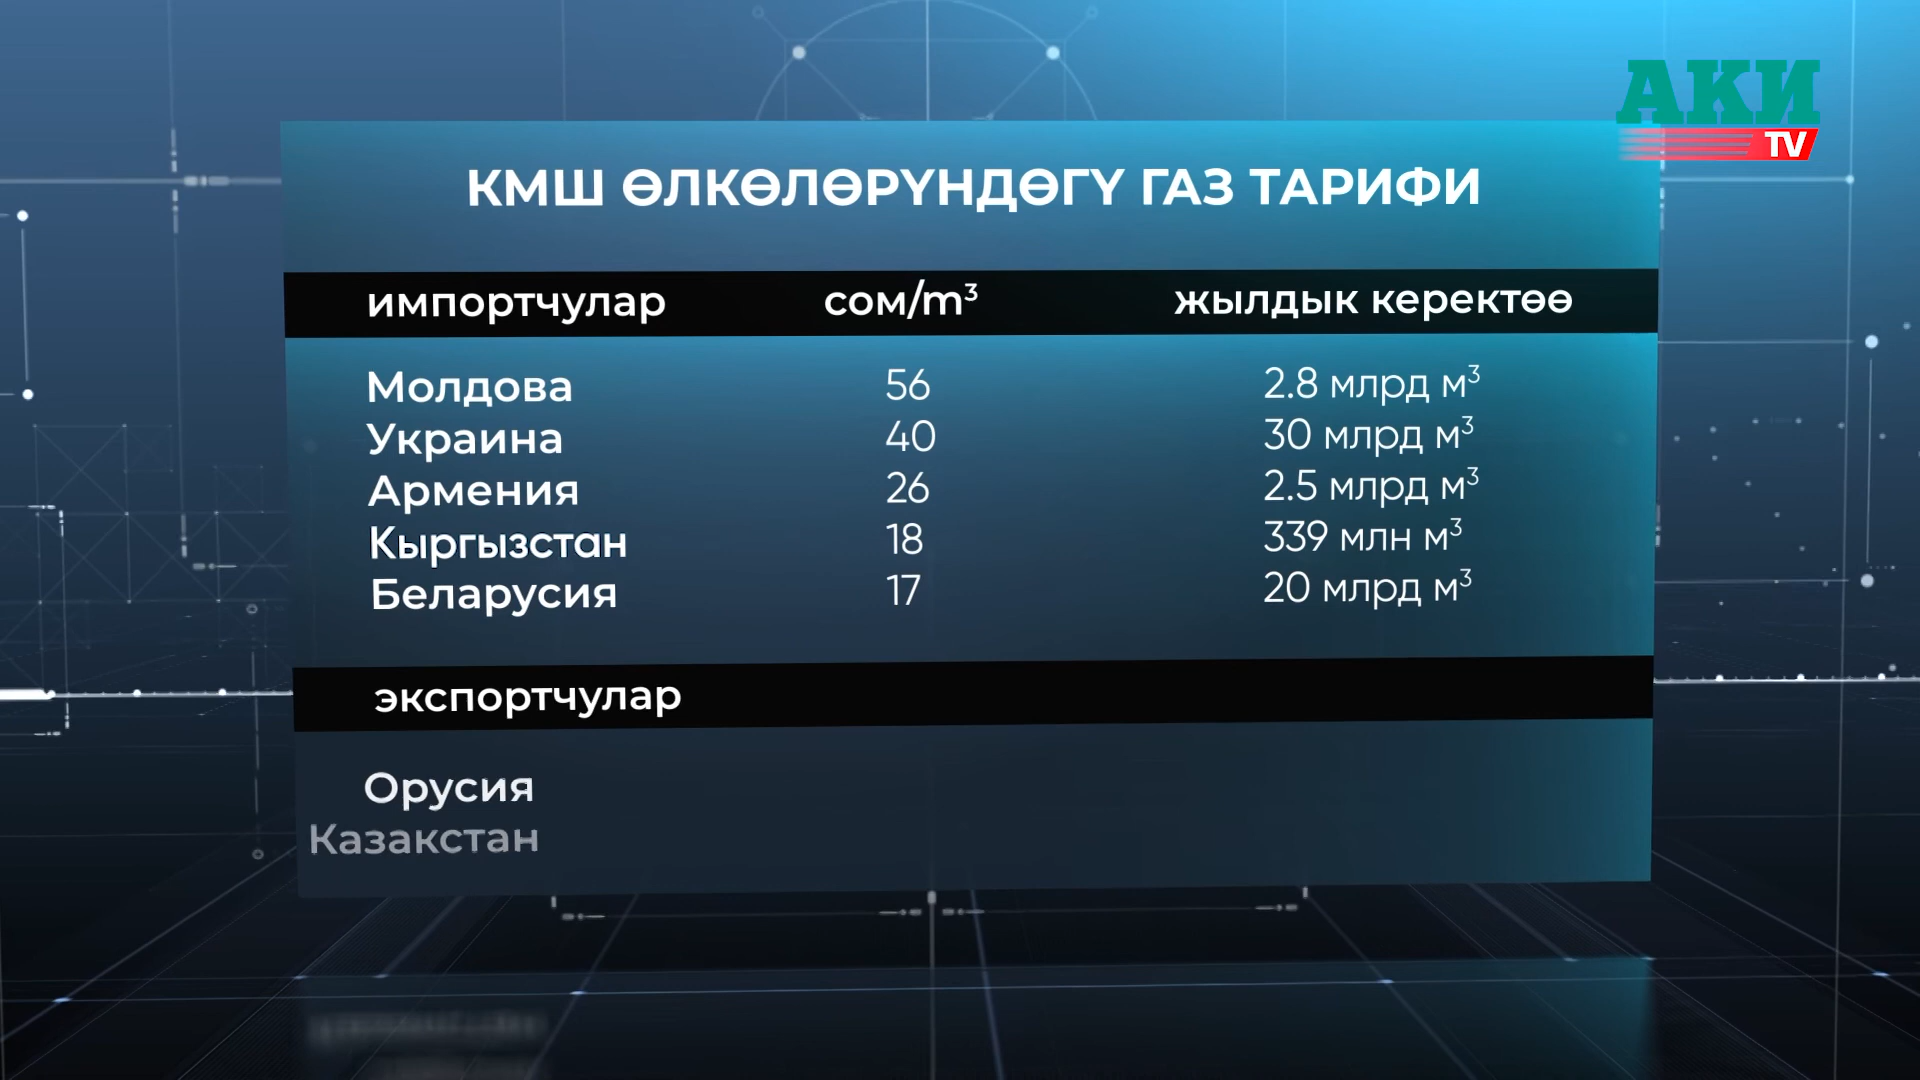 АКИ
TV
КМШ ӨЛКӨЛӨРҮНДӨГҮ ГАЗ ТАРИФИ
импортчулар сом/m³ жылдык керектөө
Молдова 56 2.8 млрд м³
Украина 40 30 млрд м³
Армения 26 2.5 млрд м³
Кыргызстан 18 339 млн м³
Беларусия 17 20 млрд м³
экспортчулар
Орусия
Казакстан